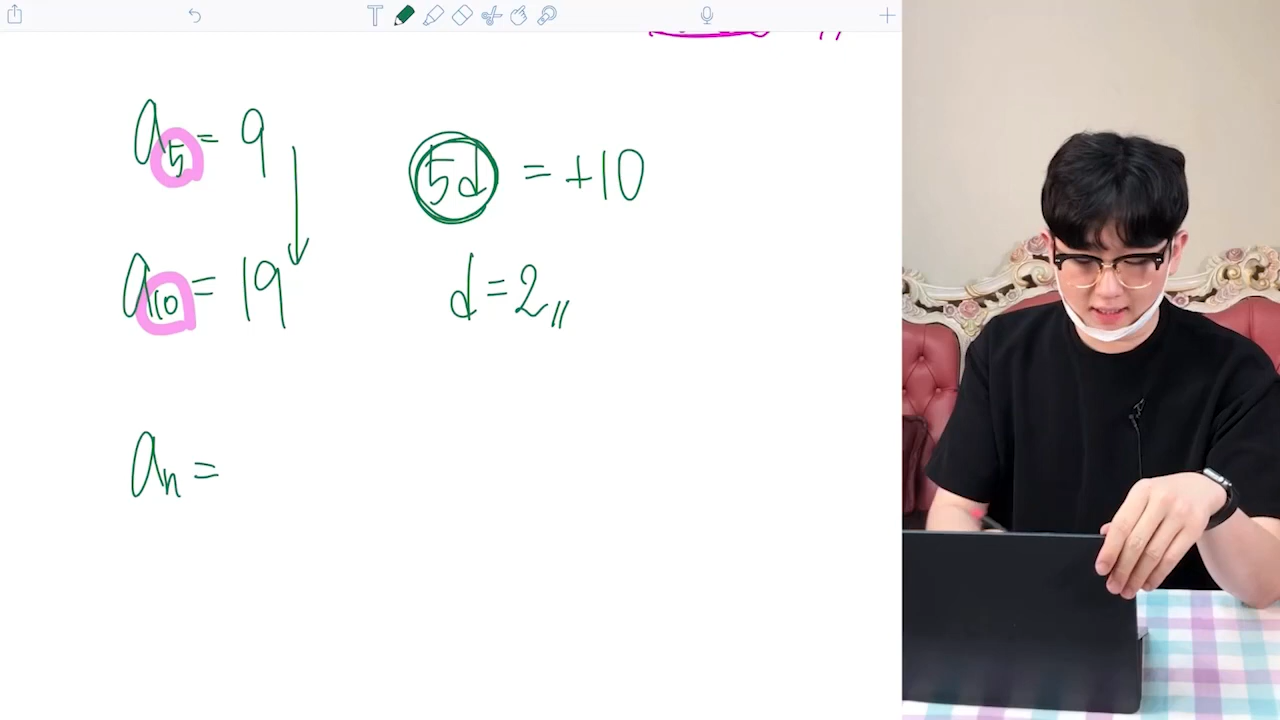 a₅ = 9
5d = +10
a₁₀ = 19
d = 2
aₙ =